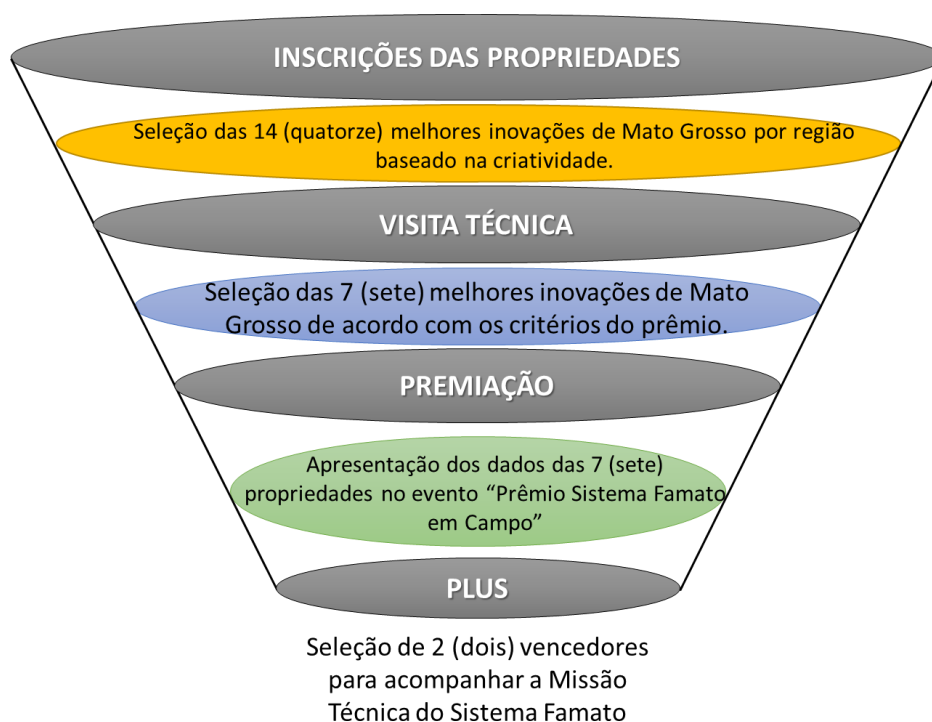 INSCRIÇÕES DAS PROPRIEDADES
Seleção das 14 (quatorze) melhores inovações de Mato Grosso por região
baseado na criatividade.
VISITA TÉCNICA
Seleção das 7 (sete) melhores inovações de Mato
Grosso de acordo com os critérios do prêmio.
PREMIAÇÃO
Apresentação dos dados das 7 (sete)
propriedades no evento “Prêmio Sistema Famato
em Campo”
PLUS
Seleção de 2 (dois) vencedores
para acompanhar a Missão
Técnica do Sistema Famato